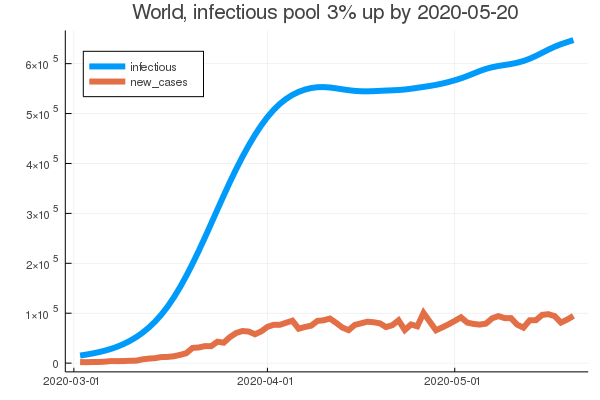 World, infectious pool 3% up by 2020-05-20
infectious
new_cases
6×10 5
5×10 5
4×10 5
3×10 5
2×10 5
1×10 5
0
2020-03-01 2020-04-01 2020-05-01